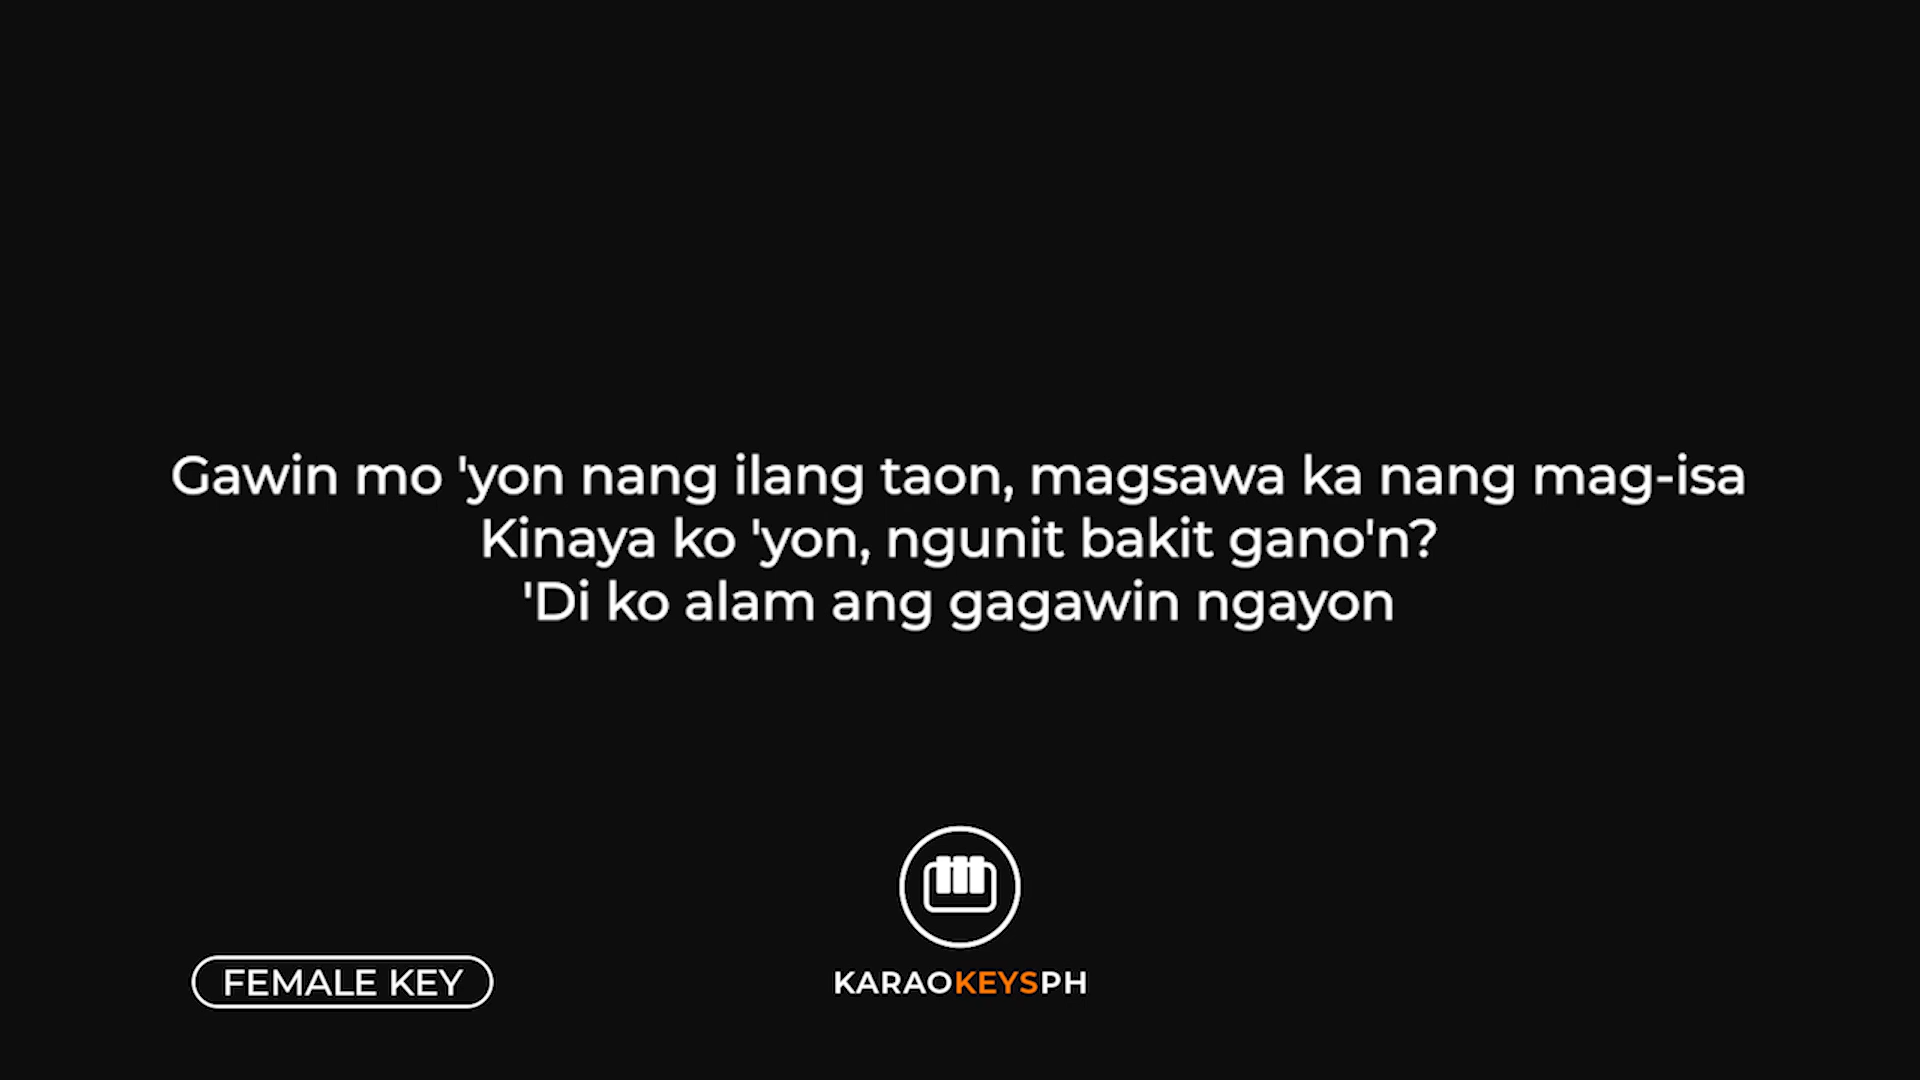 Gawin mo 'yon nang ilang taon, magsawa ka nang mag-isa
Kinaya ko 'yon, ngunit bakit gano'n?
'Di ko alam ang gagawin ngayon
FEMALE KEY
KARAOKEYSPH